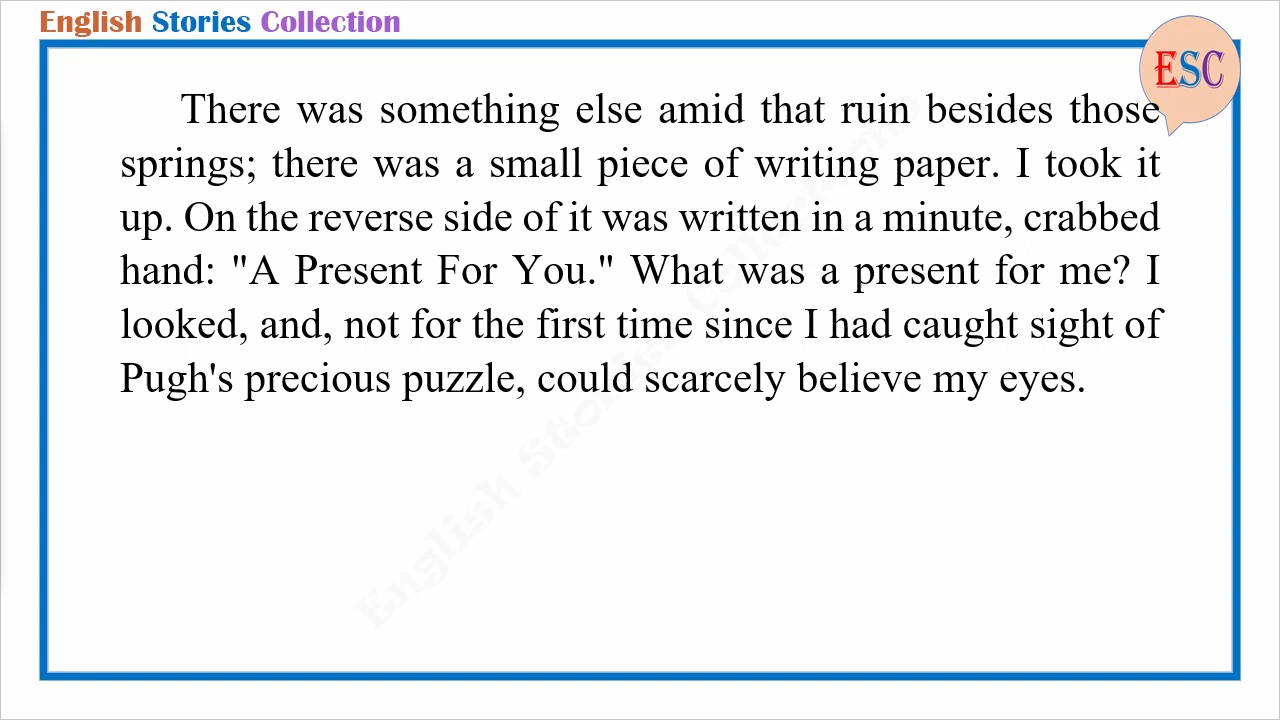 English Stories Collection
ESC
There was something else amid that ruin besides those
springs; there was a small piece of writing paper. I took it
up. On the reverse side of it was written in a minute, crabbed
hand: "A Present For You." What was a present for me? I
looked, and, not for the first time since I had caught sight of
Pugh's precious puzzle, could scarcely believe my eyes.
English Stories Collections